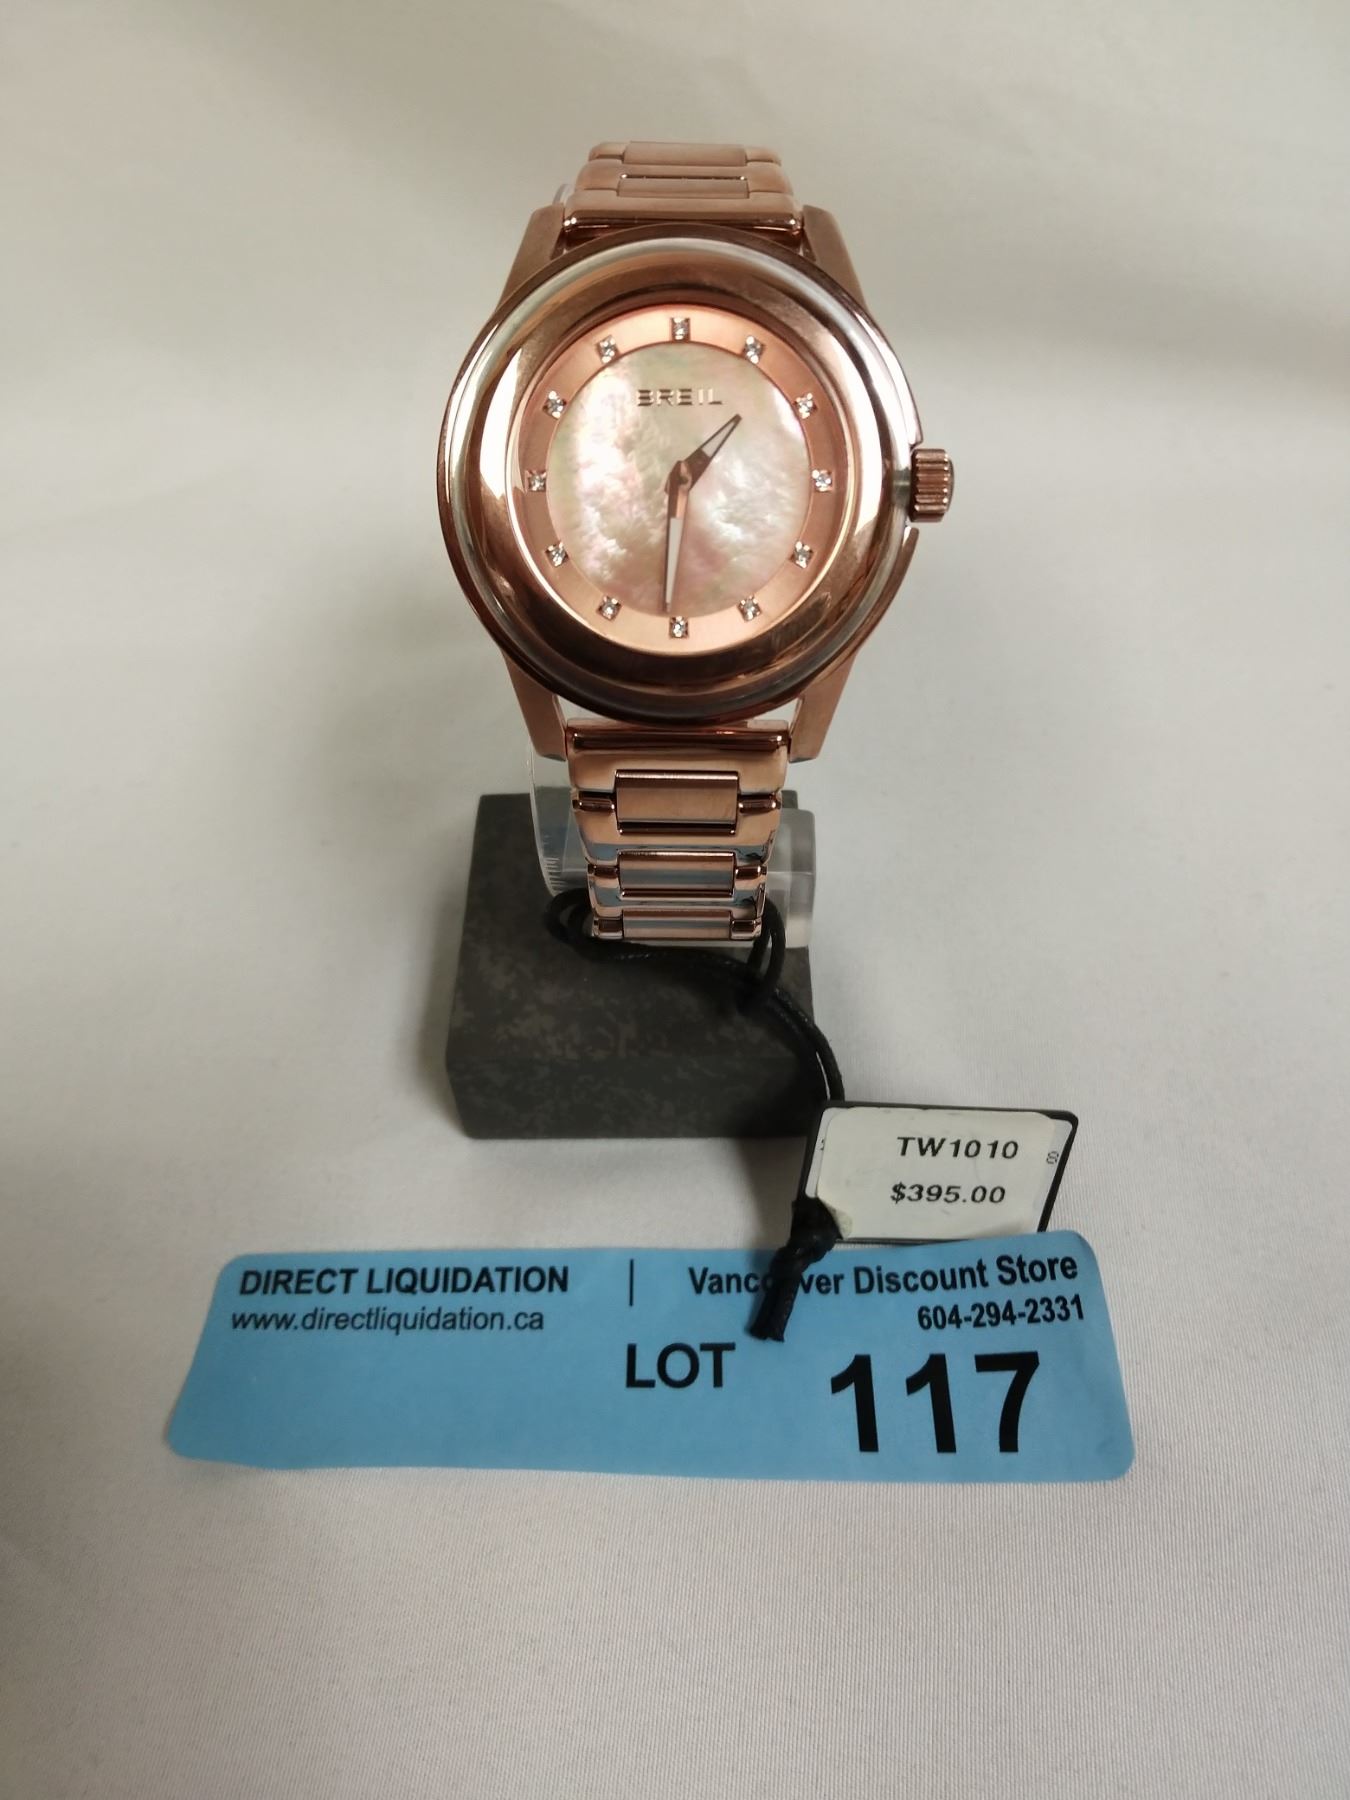 BREIL
TW1010
$395.00
DIRECT LIQUIDATION | Vancouver Discount Store
www.directliquidation.ca 604-294-2331
LOT 117